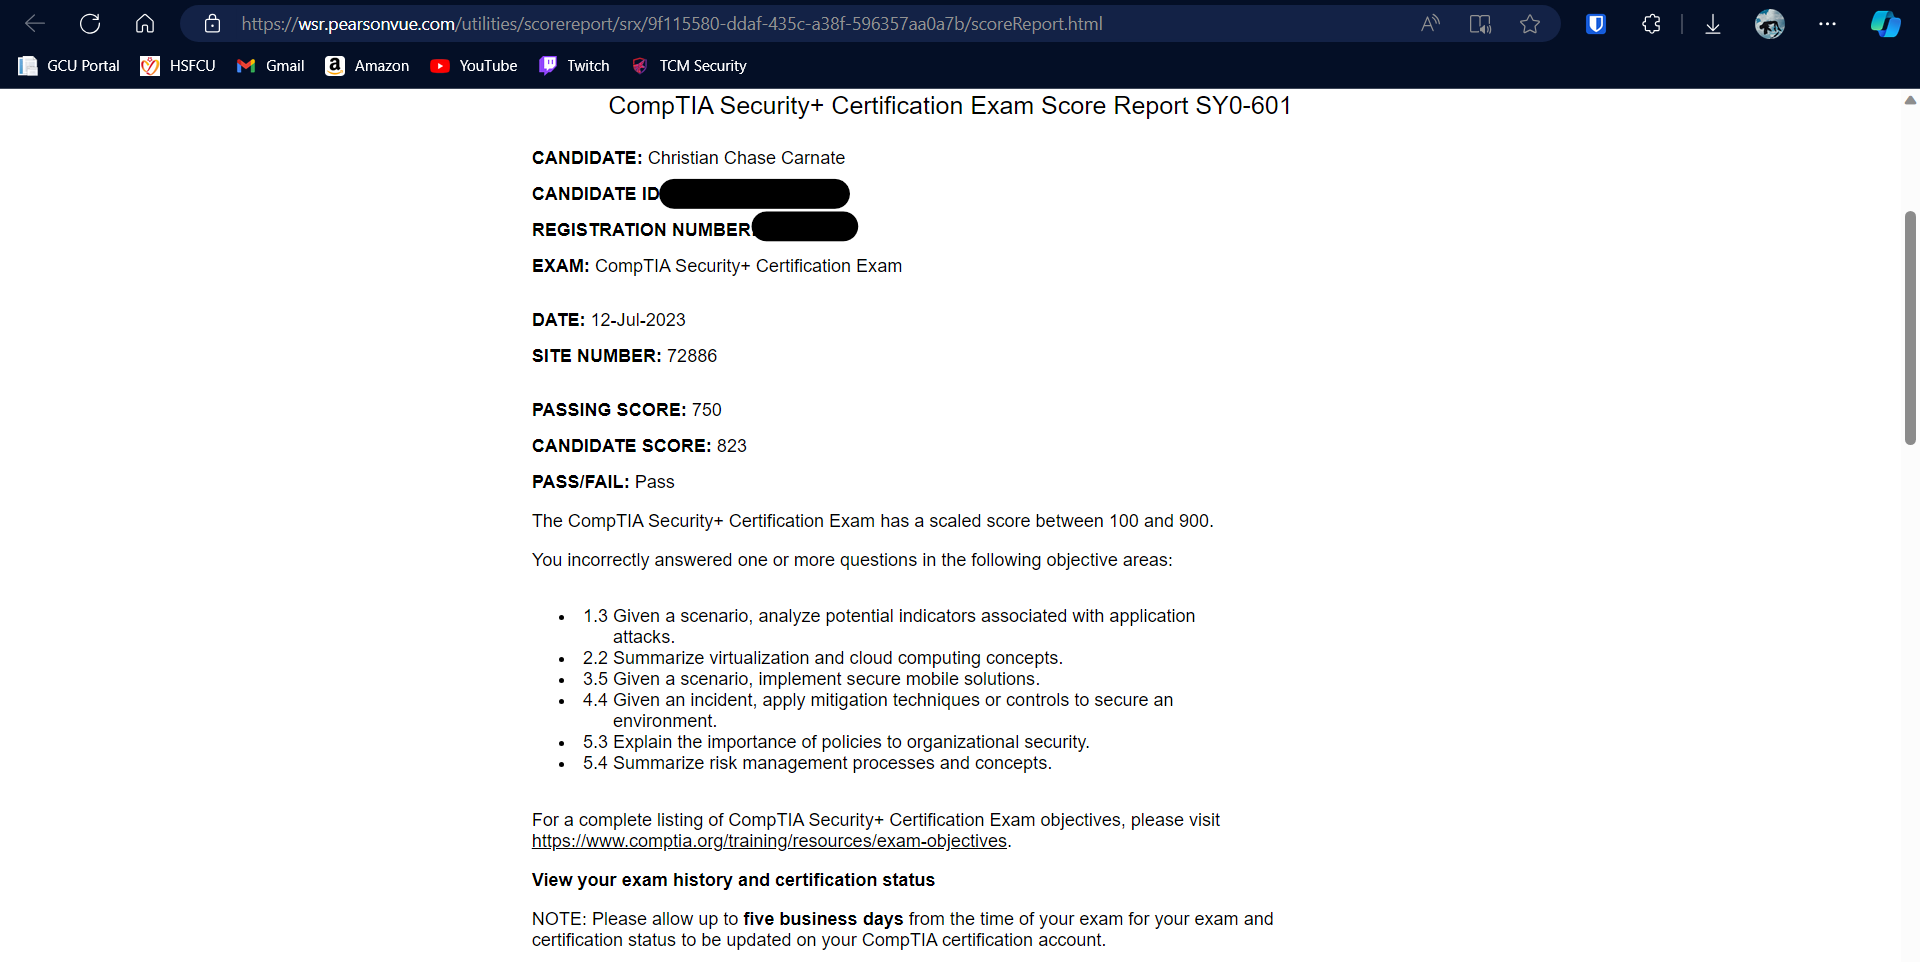 https://wsr.pearsonvue.com/utilities/scorereport/srx/9f115580-ddaf-435c-a38f-596357aa0a7b/scoreReport.html
GCU Portal HSFCU Gmail Amazon YouTube Twitch TCM Security
CompTIA Security+ Certification Exam Score Report SY0-601
CANDIDATE: Christian Chase Carnate
CANDIDATE ID
REGISTRATION NUMBER:
EXAM: CompTIA Security+ Certification Exam
DATE: 12-Jul-2023
SITE NUMBER: 72886
PASSING SCORE: 750
CANDIDATE SCORE: 823
PASS/FAIL: Pass
The CompTIA Security+ Certification Exam has a scaled score between 100 and 900.
You incorrectly answered one or more questions in the following objective areas:
• 1.3 Given a scenario, analyze potential indicators associated with application
attacks.
• 2.2 Summarize virtualization and cloud computing concepts.
• 3.5 Given a scenario, implement secure mobile solutions.
• 4.4 Given an incident, apply mitigation techniques or controls to secure an
environment.
• 5.3 Explain the importance of policies to organizational security.
• 5.4 Summarize risk management processes and concepts.
For a complete listing of CompTIA Security+ Certification Exam objectives, please visit
https://www.comptia.org/training/resources/exam-objectives.
View your exam history and certification status
NOTE: Please allow up to five business days from the time of your exam for your exam and
certification status to be updated on your CompTIA certification account.